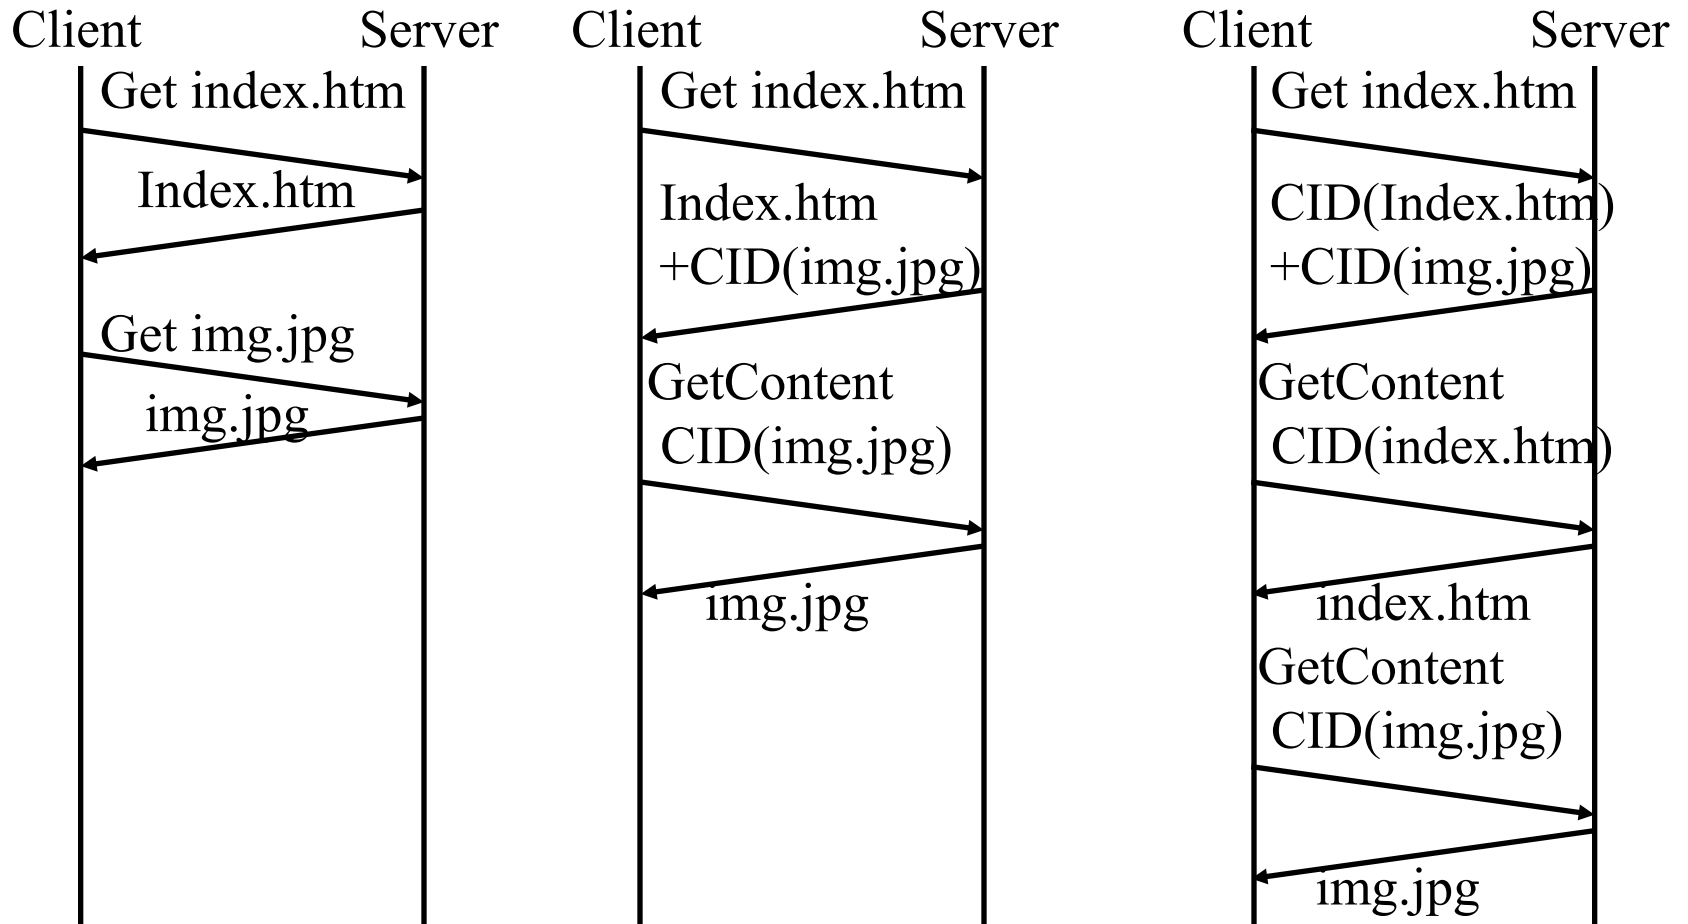 Client
Server
Get index.htm
Index.htm
Get img.jpg
img.jpg
Client
Server
Get index.htm
Index.htm
+CID(img.jpg)
GetContent
CID(img.jpg)
img.jpg
Client
Server
Get index.htm
CID(Index.htm)
+CID(img.jpg)
GetContent
CID(index.htm)
index.htm
GetContent
CID(img.jpg)
img.jpg